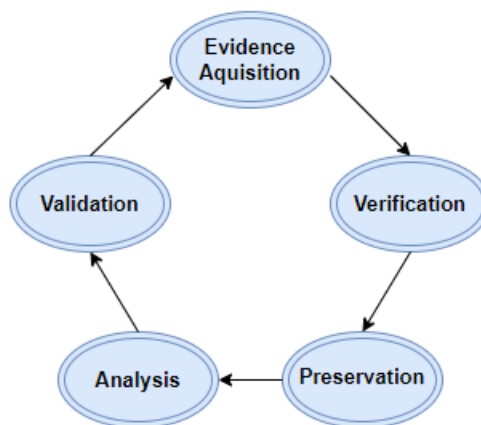 Evidence
Aquisition
Validation
Verification
Analysis
Preservation